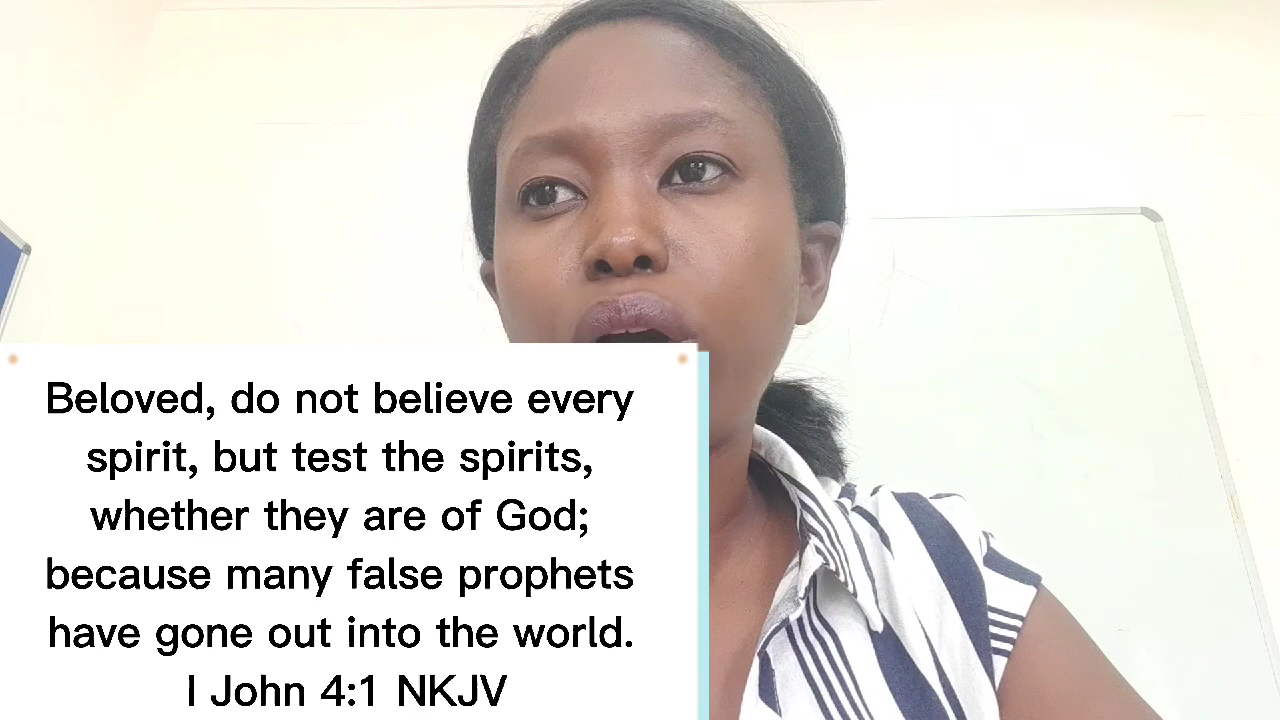 Beloved, do not believe every
spirit, but test the spirits,
whether they are of God;
because many false prophets
have gone out into the world.
I John 4:1 NKJV